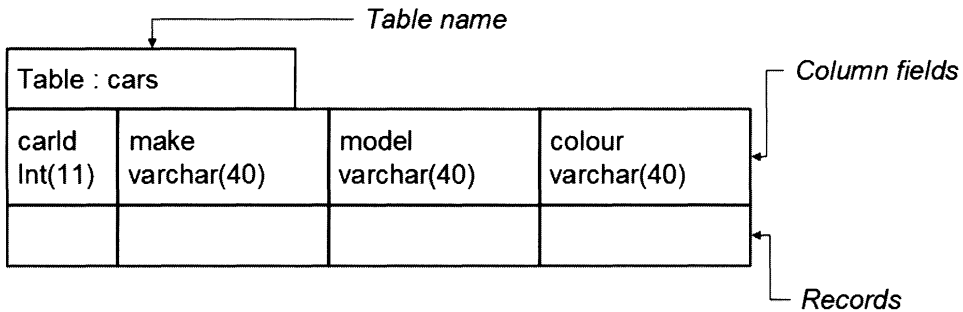 Table name
Table : cars
Column fields
carId make model colour
Int(11) varchar(40) varchar(40) varchar(40)
Records